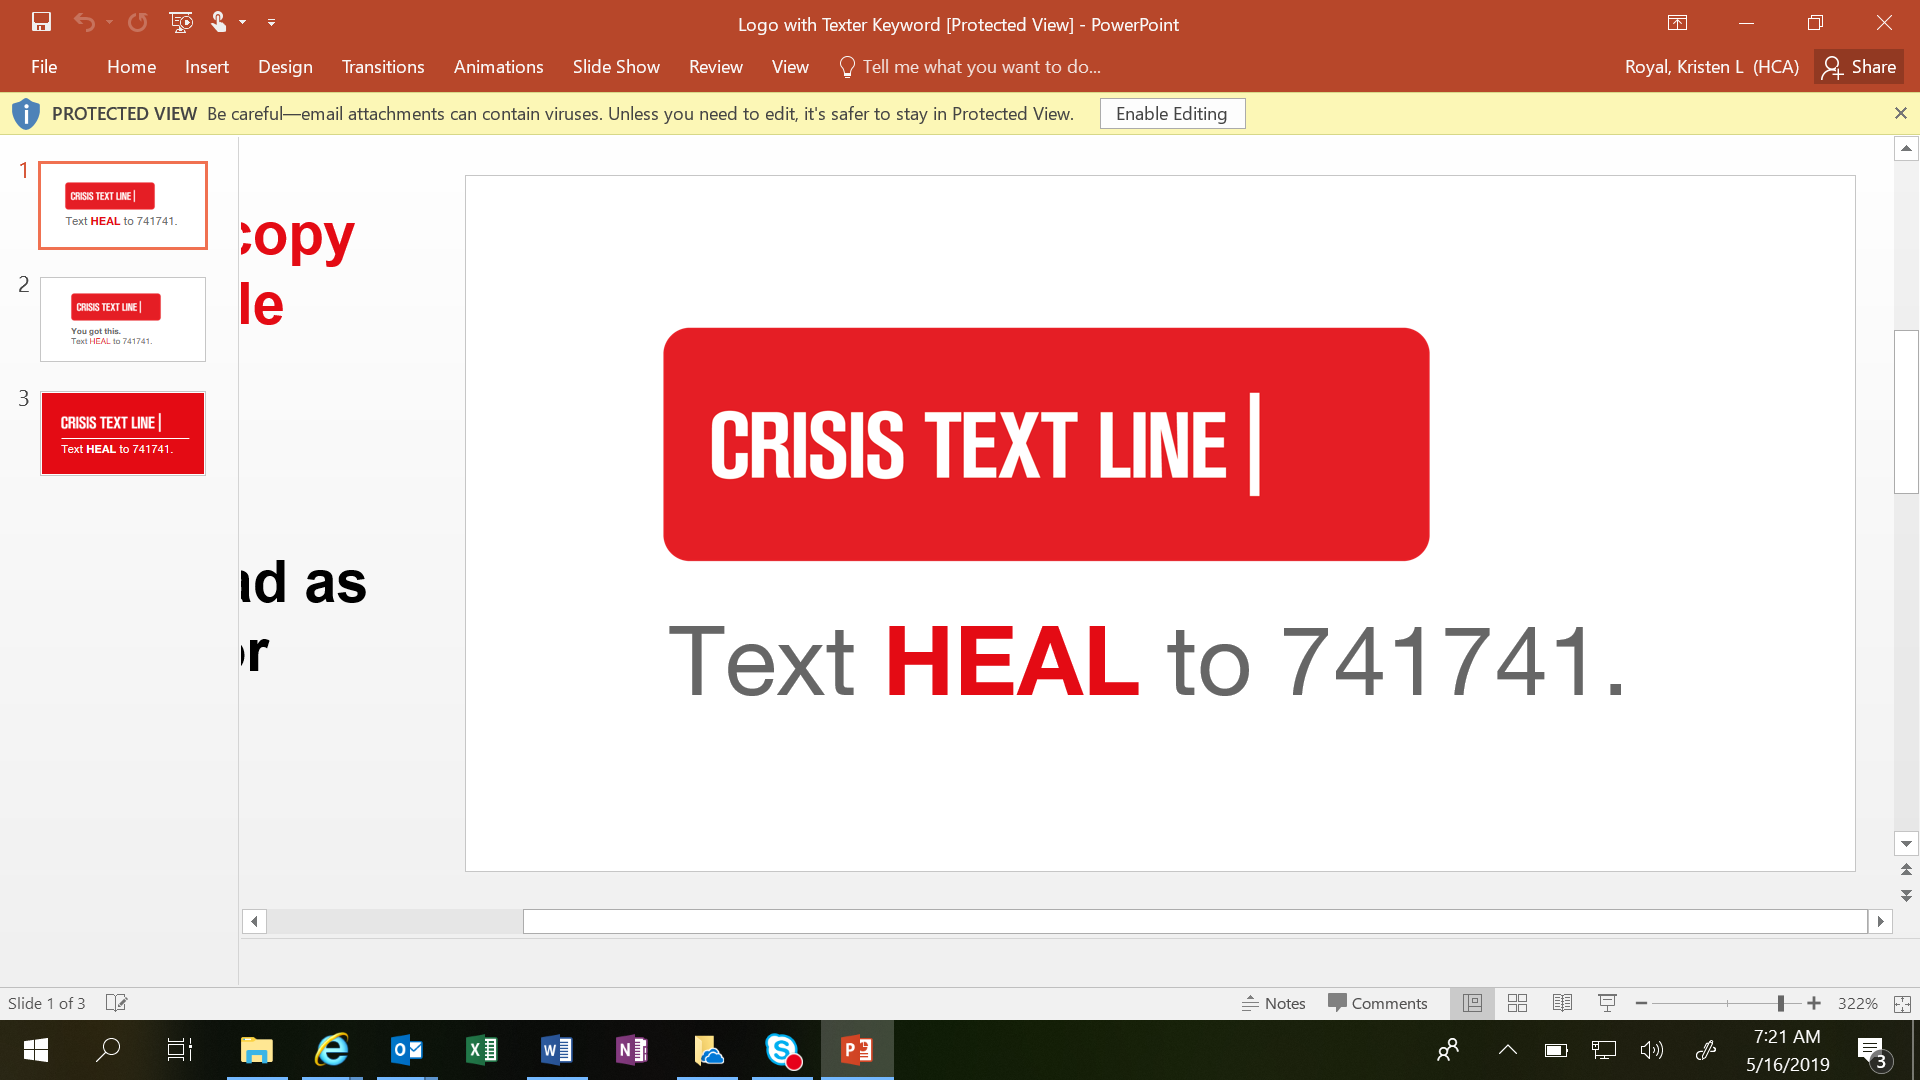 Logo with Texter Keyword [Protected View] - PowerPoint
File Home Insert Design Transitions Animations Slide Show Review View Tell me what you want to do... Royal, Kristen L (HCA) Share
PROTECTED VIEW Be careful—email attachments can contain viruses. Unless you need to edit, it's safer to stay in Protected View. Enable Editing
1
CRISIS TEXT LINE |
Text HEAL to 741741.
2
CRISIS TEXT LINE |
You got this.
Text HEAL to 741741.
3
CRISIS TEXT LINE |
Text HEAL to 741741.
copy
le
ad as
or
CRISIS TEXT LINE |
Text HEAL to 741741.
Slide 1 of 3 Notes Comments 322%
7:21 AM
5/16/2019
3